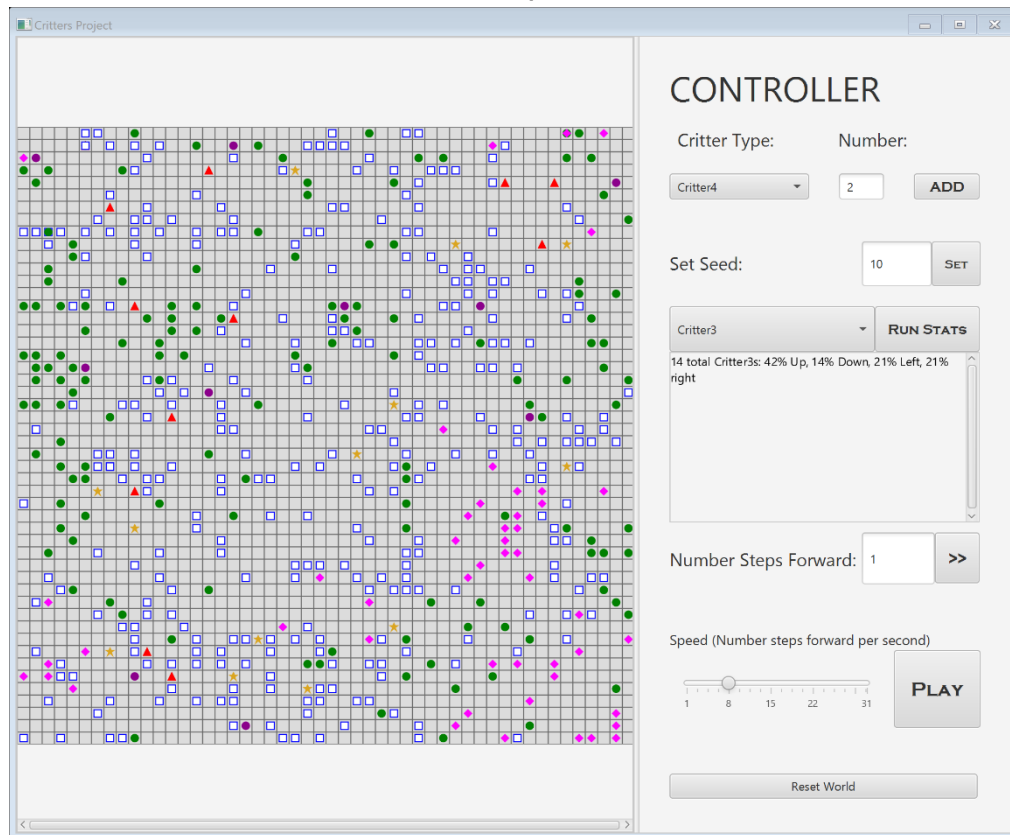 Critters Project
CONTROLLER
Critter Type: Number:
Critter4 2 ADD
Set Seed: 10 SET
Critter3 RUN STATS
14 total Critter3s: 42% Up, 14% Down, 21% Left, 21%
right
Number Steps Forward: 1 >>
Speed (Number steps forward per second)
PLAY
1 8 15 22 31
Reset World